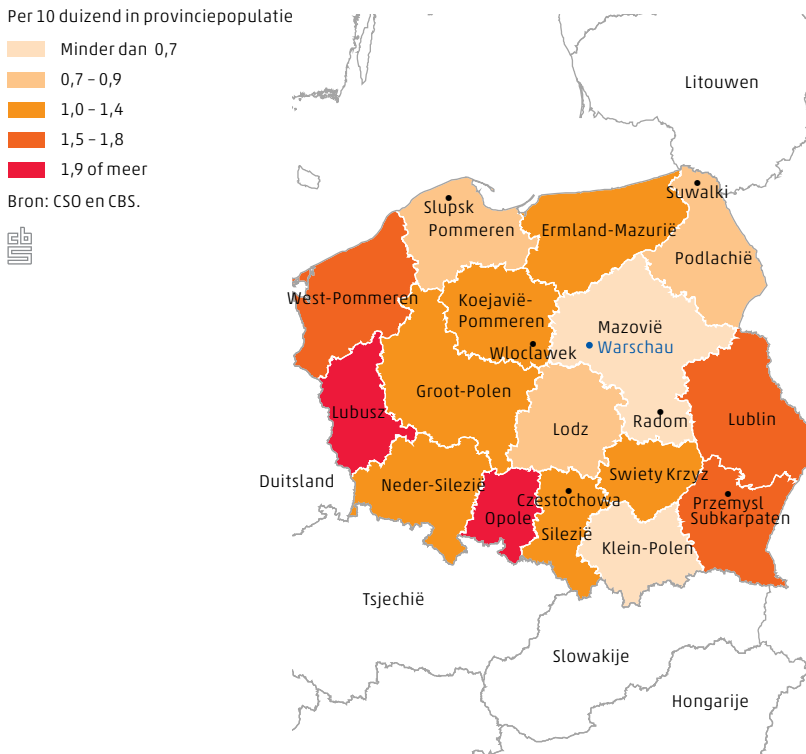 Per 10 duizend in provinciepopulatie
Minder dan 0,7
0,7 – 0,9
1,0 – 1,4
1,5 – 1,8
1,9 of meer
Bron: CSO en CBS.
cbs
Litouwen
Suwalki
Slupsk
Pommeren
Ermland-Mazurië
Podlachië
West-Pommeren
Koejavië-
Pommeren
Mazovië
Warschau
Wloclawek
Groot-Polen
Lubusz
Lodz
Radom
Lublin
Duitsland
Neder-Silezië
Swiety Krzyz
Czestochowa
Opole
Przemysl
Subkarpaten
Silezië
Klein-Polen
Tsjechië
Slowakije
Hongarije